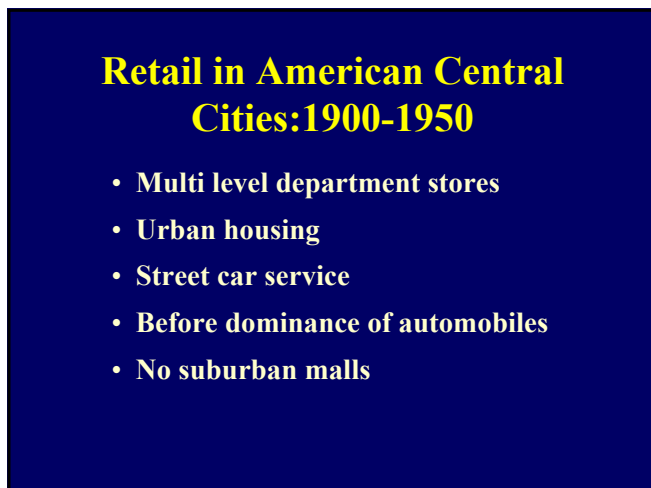 Retail in American Central
Cities:1900-1950
• Multi level department stores
• Urban housing
• Street car service
• Before dominance of automobiles
• No suburban malls